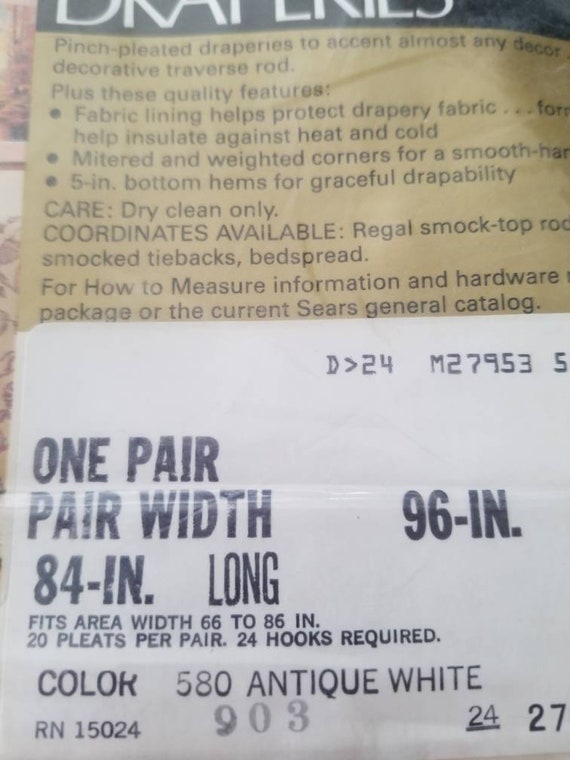 DRAPERIES
Pinch-pleated draperies to accent almost any decor
decorative traverse rod.
Plus these quality features:
• Fabric lining helps protect drapery fabric . . .
help insulate against heat and cold
• Mitered and weighted corners for a
• 5-in. bottom hems for graceful drapability
CARE: Dry clean only.
COORDINATES AVAILABLE: Regal smock-top
smocked tiebacks, bedspread.
For How to Measure information and hardware
package or the current Sears general catalog.
D>24 M27953 5
ONE PAIR
PAIR WIDTH 96-IN.
84-IN. LONG
FITS AREA WIDTH 66 TO 86 IN.
20 PLEATS PER PAIR. 24 HOOKS REQUIRED.
COLOR 580 ANTIQUE WHITE
RN 15024 903 24 27